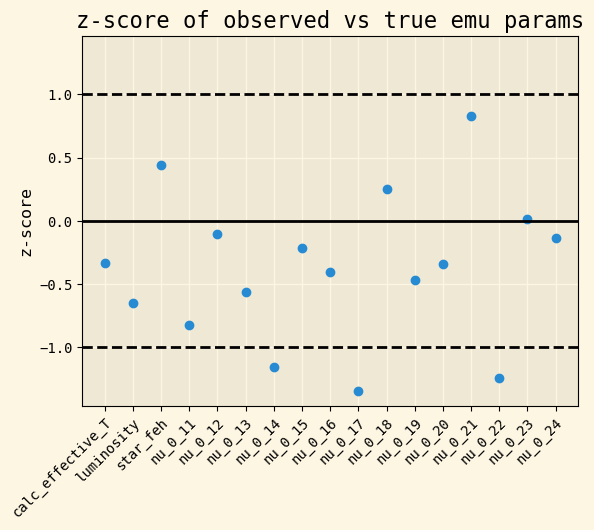 z-score of observed vs true emu params
z-score
1.0
0.5
0.0
−0.5
−1.0
calc_effective_T
luminosity
star_feh
nu_0_11
nu_0_12
nu_0_13
nu_0_14
nu_0_15
nu_0_16
nu_0_17
nu_0_18
nu_0_19
nu_0_20
nu_0_21
nu_0_22
nu_0_23
nu_0_24